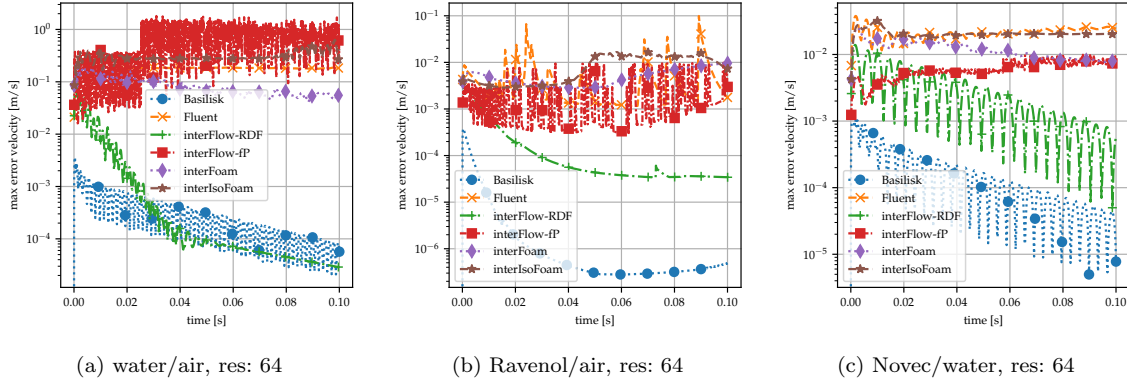 max error velocity [m/s]
10⁰
10⁻¹
10⁻²
10⁻³
10⁻⁴
Basilisk
Fluent
interFlow-RDF
interFlow-fP
interFoam
interIsoFoam
0.00 0.02 0.04 0.06 0.08 0.10
time [s]
(a) water/air, res: 64
max error velocity [m/s]
10⁻¹
10⁻²
10⁻³
10⁻⁴
10⁻⁵
10⁻⁶
Basilisk
Fluent
interFlow-RDF
interFlow-fP
interFoam
interIsoFoam
0.00 0.02 0.04 0.06 0.08 0.10
time [s]
(b) Ravenol/air, res: 64
max error velocity [m/s]
10⁻²
10⁻³
10⁻⁴
10⁻⁵
Basilisk
Fluent
interFlow-RDF
interFlow-fP
interFoam
interIsoFoam
0.00 0.02 0.04 0.06 0.08 0.10
time [s]
(c) Novec/water, res: 64